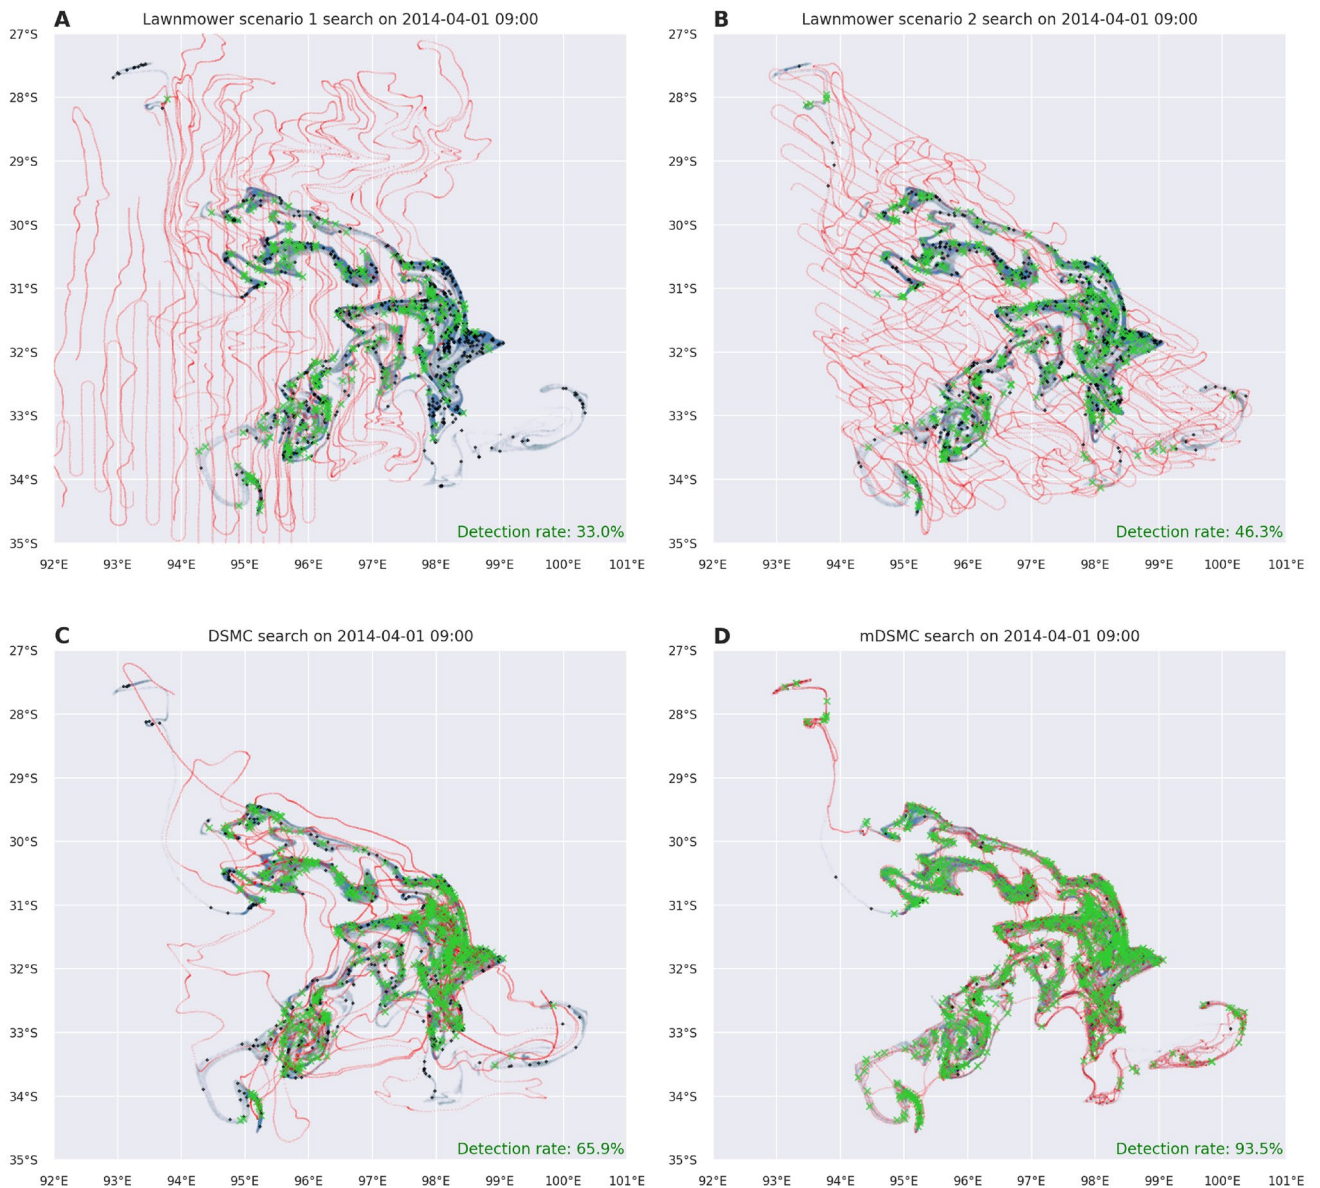 A Lawnmower scenario 1 search on 2014-04-01 09:00
27°S
28°S
29°S
30°S
31°S
32°S
33°S
34°S
35°S
Detection rate: 33.0%
92°E 93°E 94°E 95°E 96°E 97°E 98°E 99°E 100°E 101°E
B Lawnmower scenario 2 search on 2014-04-01 09:00
27°S
28°S
29°S
30°S
31°S
32°S
33°S
34°S
35°S
Detection rate: 46.3%
92°E 93°E 94°E 95°E 96°E 97°E 98°E 99°E 100°E 101°E
C DSMC search on 2014-04-01 09:00
27°S
28°S
29°S
30°S
31°S
32°S
33°S
34°S
35°S
Detection rate: 65.9%
92°E 93°E 94°E 95°E 96°E 97°E 98°E 99°E 100°E 101°E
D mDSMC search on 2014-04-01 09:00
27°S
28°S
29°S
30°S
31°S
32°S
33°S
34°S
35°S
Detection rate: 93.5%
92°E 93°E 94°E 95°E 96°E 97°E 98°E 99°E 100°E 101°E